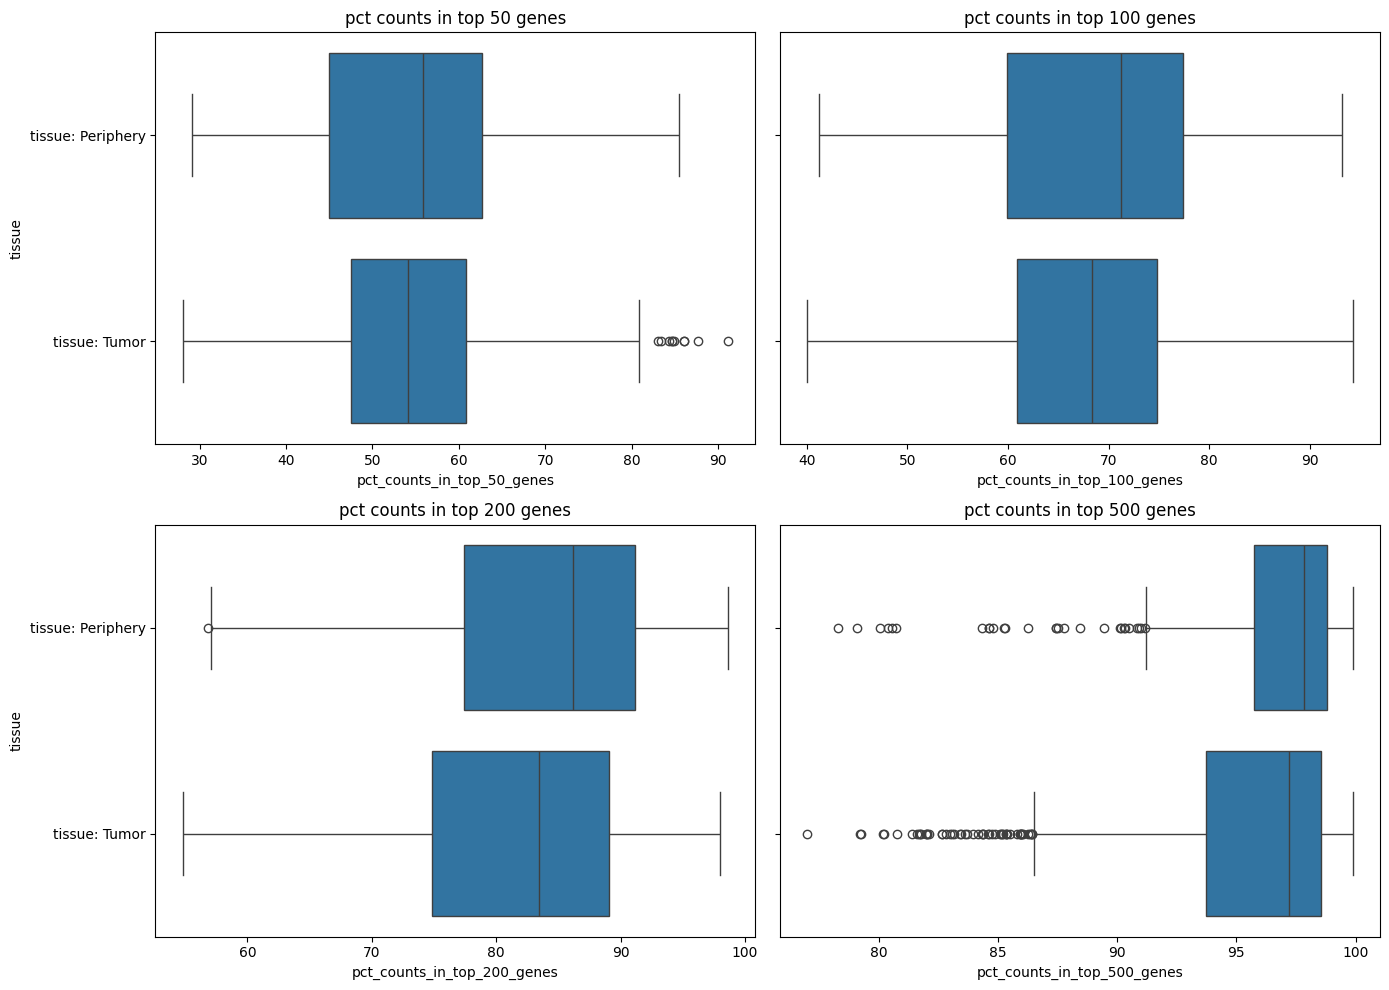 pct counts in top 50 genes
pct counts in top 100 genes
tissue: Periphery
tissue
tissue: Tumor
30 40 50 60 70 80 90
40 50 60 70 80 90
pct_counts_in_top_50_genes
pct_counts_in_top_100_genes
pct counts in top 200 genes
pct counts in top 500 genes
tissue: Periphery
tissue
tissue: Tumor
60 70 80 90 100
80 85 90 95 100
pct_counts_in_top_200_genes
pct_counts_in_top_500_genes